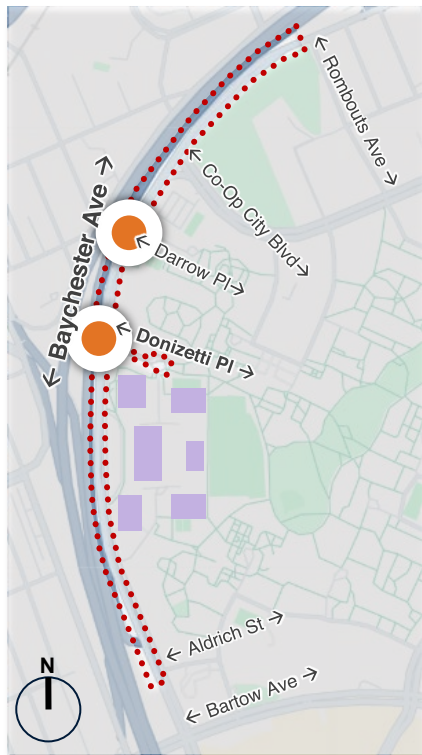 ← Rombouts Ave →
← Co-Op City Blvd→
← Baychester Ave →
← Darrow Pl→
← Donizetti Pl →
← Aldrich St →
← Bartow Ave →
N